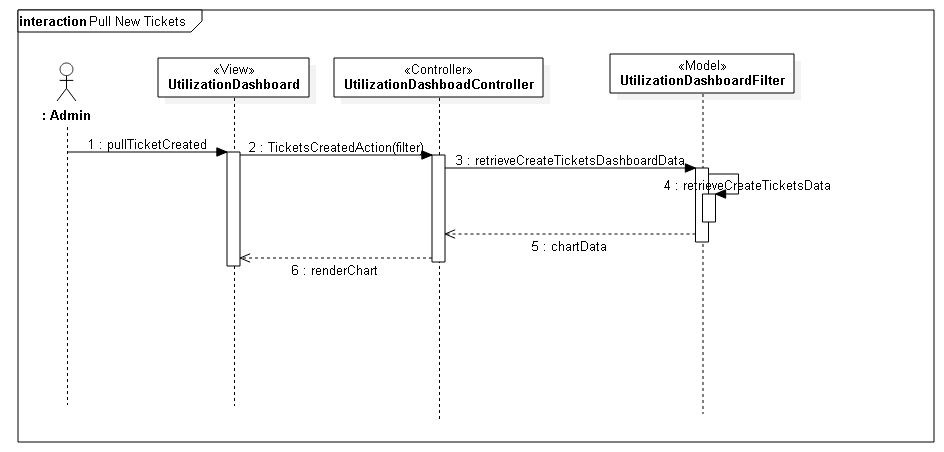 interaction Pull New Tickets
«View»
UtilizationDashboard
«Controller»
UtilizationDashboadController
«Model»
UtilizationDashboardFilter
: Admin
1 : pullTicketCreated
2 : TicketsCreatedAction(filter)
3 : retrieveCreateTicketsDashboardData
4 : retrieveCreateTicketsData
5 : chartData
6 : renderChart